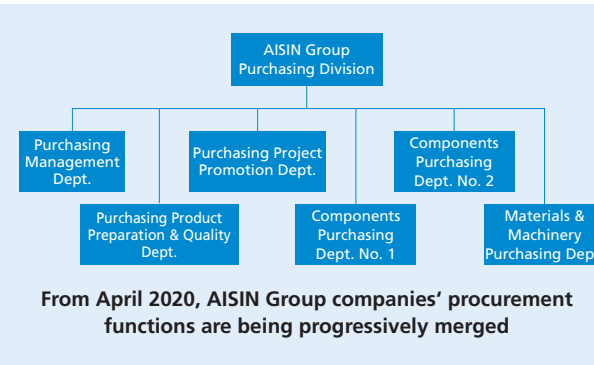 AISIN Group
Purchasing Division
Purchasing
Management
Dept.
Purchasing Project
Promotion Dept.
Components
Purchasing
Dept. No. 2
Purchasing Product
Preparation & Quality
Dept.
Components
Purchasing
Dept. No. 1
Materials &
Machinery
Purchasing Dep
From April 2020, AISIN Group companies’ procurement
functions are being progressively merged